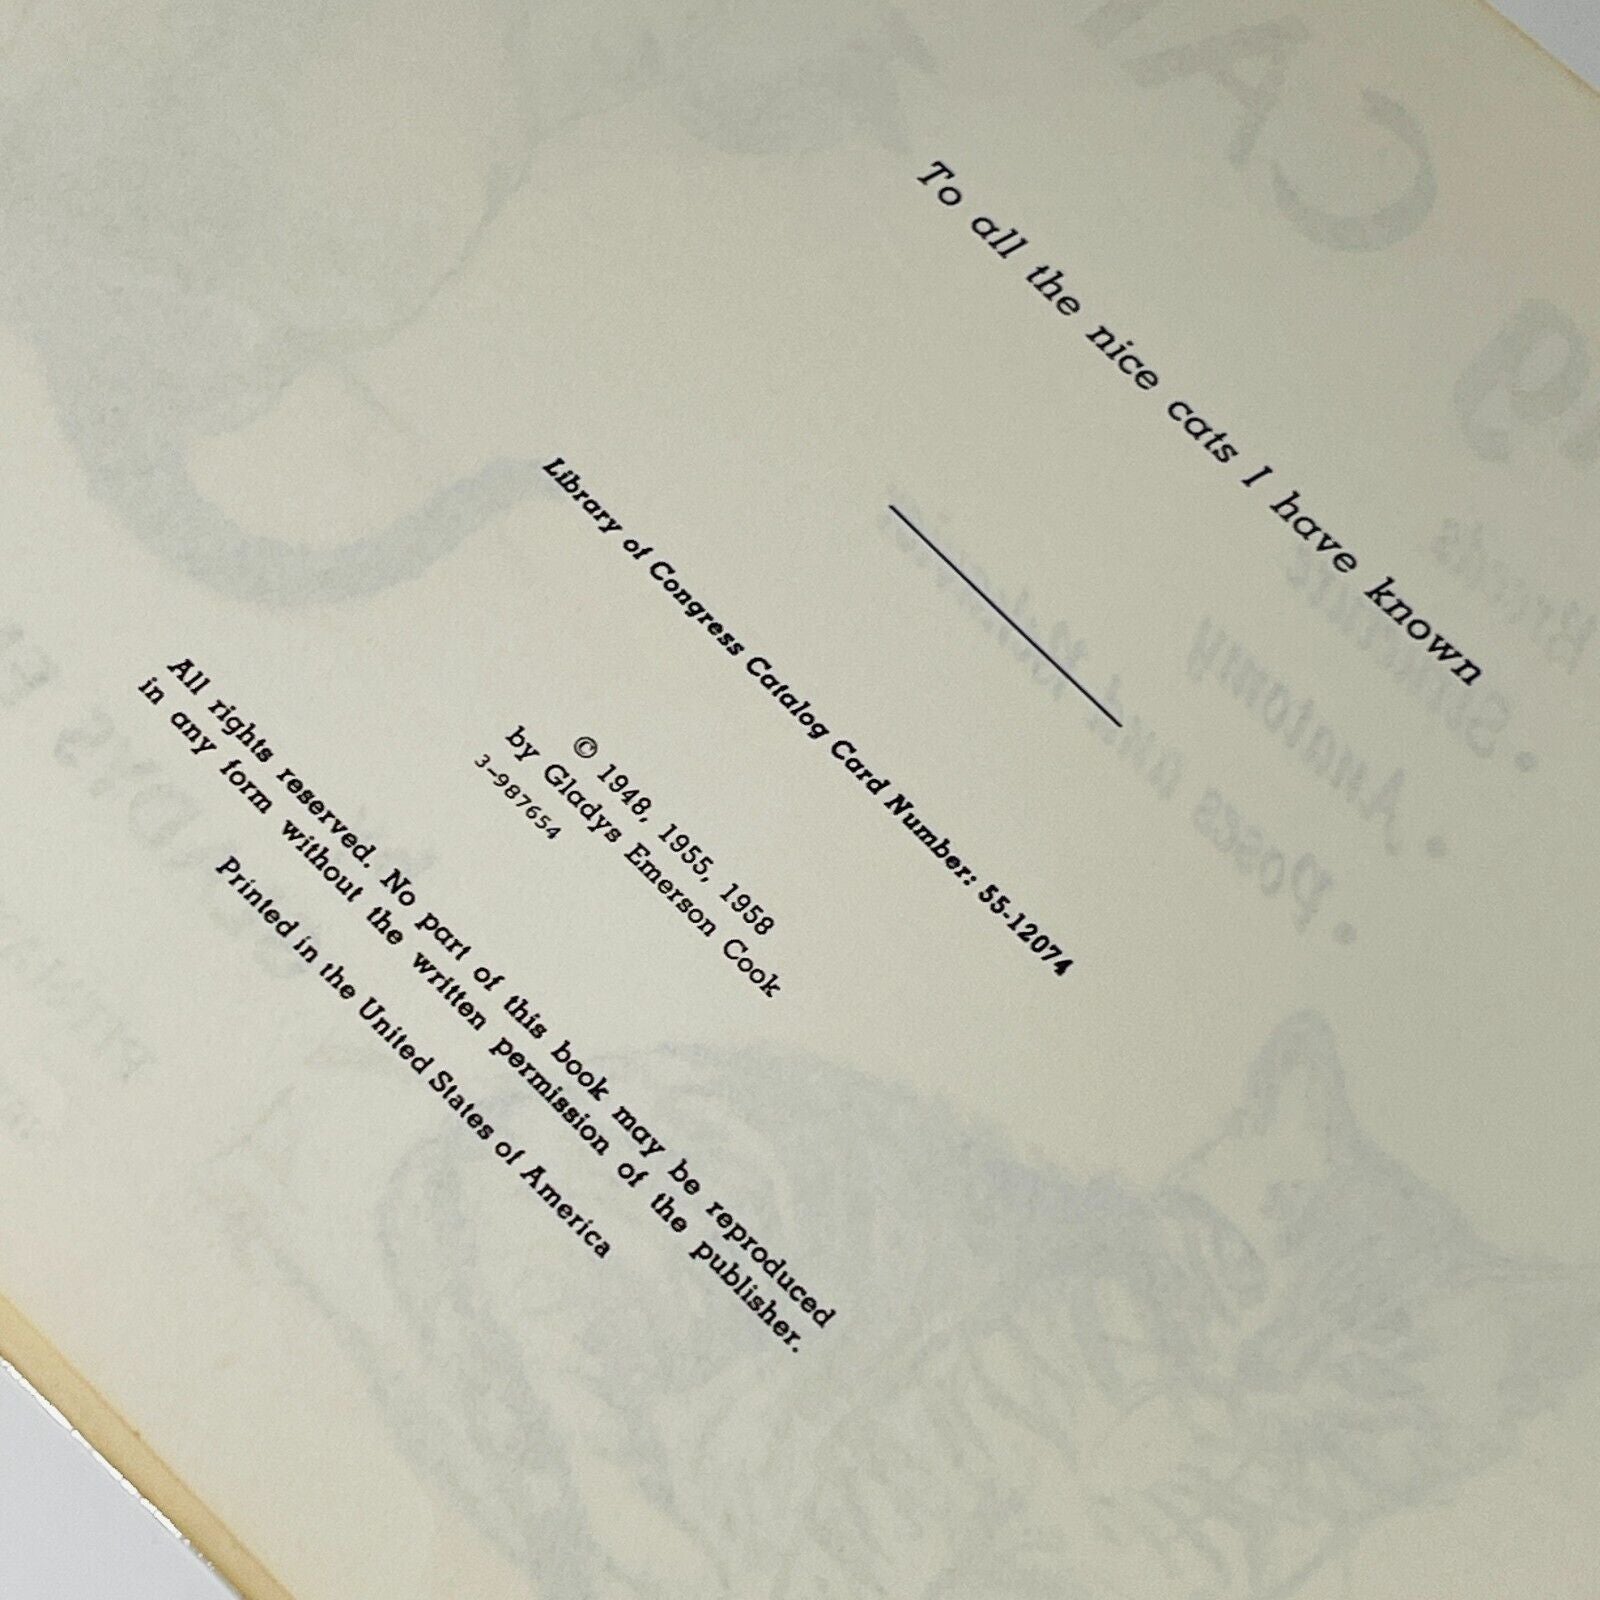 To all the nice cats I have known
Library of Congress Catalog Card Number: 55-12074
© 1948, 1955, 1958
by Gladys Emerson Cook
3-987654
All rights reserved. No part of this book may be reproduced
in any form without the written permission of the publisher.
Printed in the United States of America